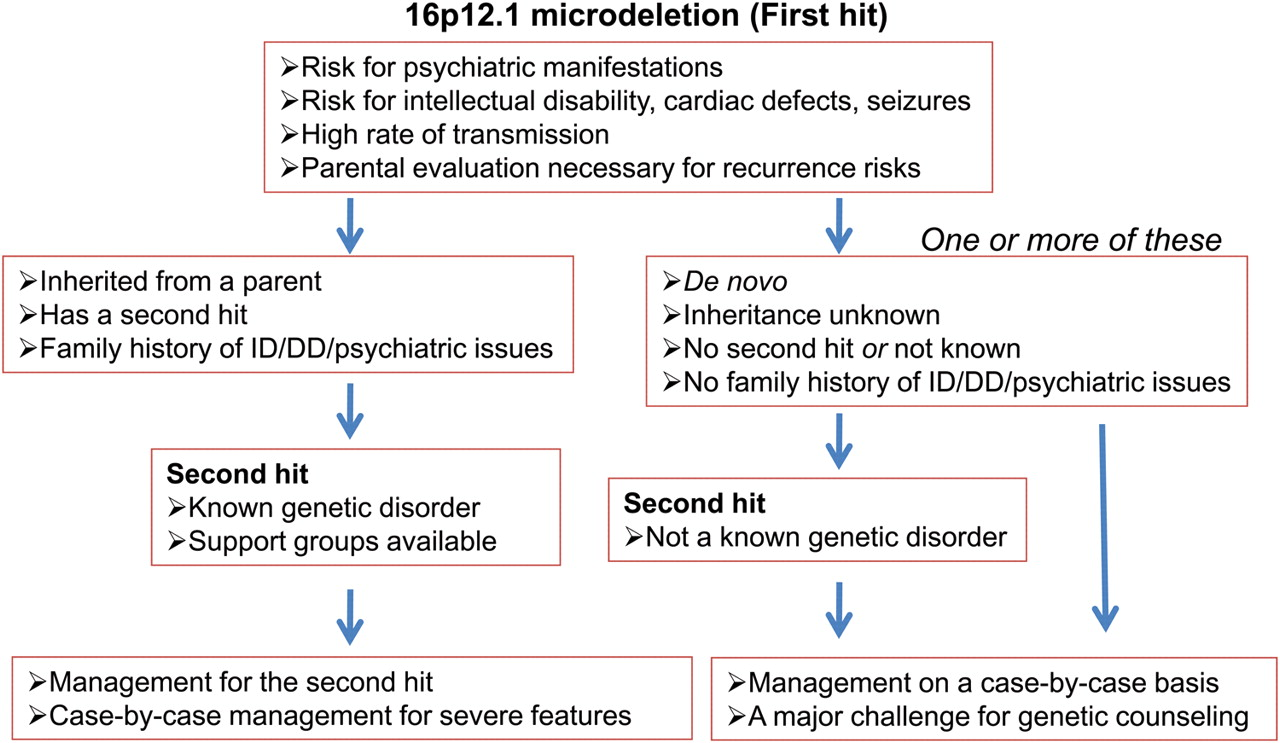 16p12.1 microdeletion (First hit)
➢Risk for psychiatric manifestations
➢Risk for intellectual disability, cardiac defects, seizures
➢High rate of transmission
➢Parental evaluation necessary for recurrence risks
➢Inherited from a parent
➢Has a second hit
➢Family history of ID/DD/psychiatric issues
One or more of these
➢De novo
➢Inheritance unknown
➢No second hit or not known
➢No family history of ID/DD/psychiatric issues
Second hit
➢Known genetic disorder
➢Support groups available
Second hit
➢Not a known genetic disorder
➢Management for the second hit
➢Case-by-case management for severe features
➢Management on a case-by-case basis
➢A major challenge for genetic counseling